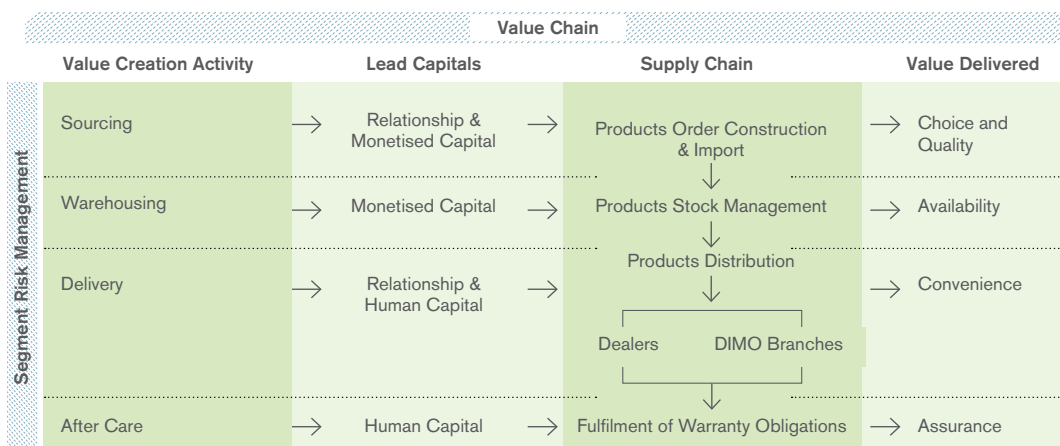 Value Chain
Value Creation Activity
Lead Capitals
Supply Chain
Value Delivered
Segment Risk Management
Sourcing
Relationship &
Monetised Capital
Products Order Construction
& Import
Choice and
Quality
Warehousing
Monetised Capital
Products Stock Management
Availability
Products Distribution
Delivery
Relationship &
Human Capital
Convenience
Dealers
DIMO Branches
After Care
Human Capital
Fulfilment of Warranty Obligations
Assurance